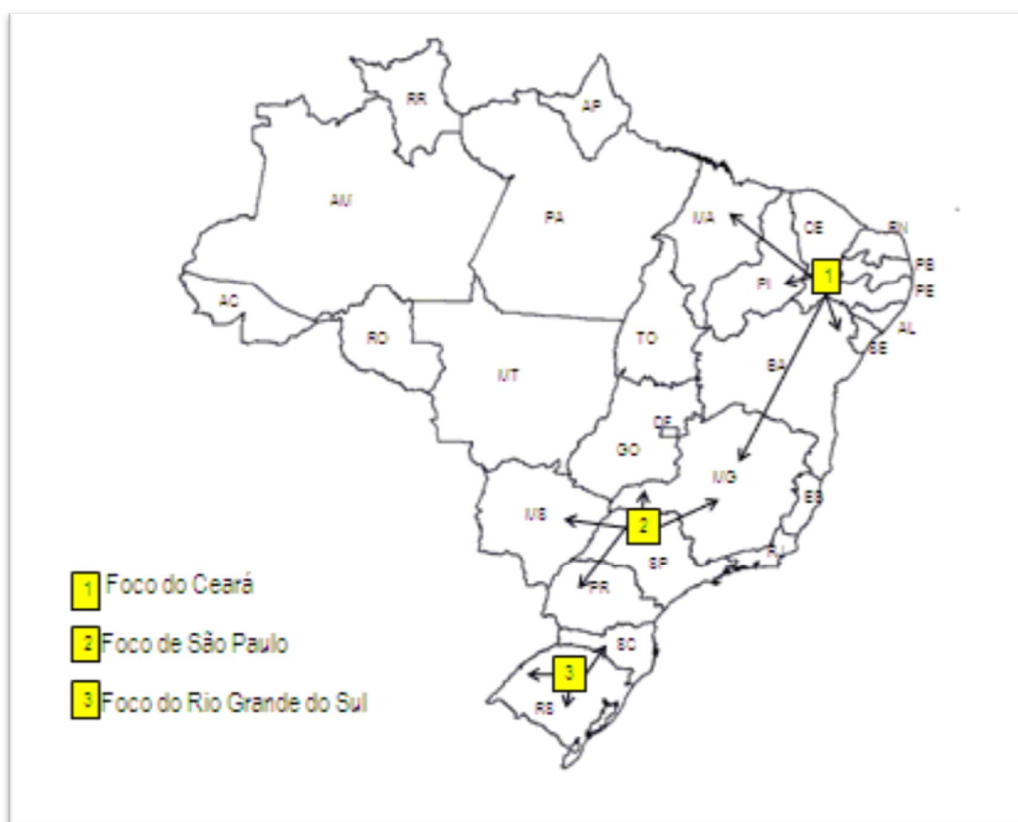 RR
AP
AM
PA
MA
CE
RN
PB
PE
AL
SE
PI
1
AC
RO
TO
BA
MT
DF
GO
MG
ES
MS
2
SP
RJ
PR
SC
3
RS
1 Foco do Ceará
2 Foco de São Paulo
3 Foco do Rio Grande do Sul